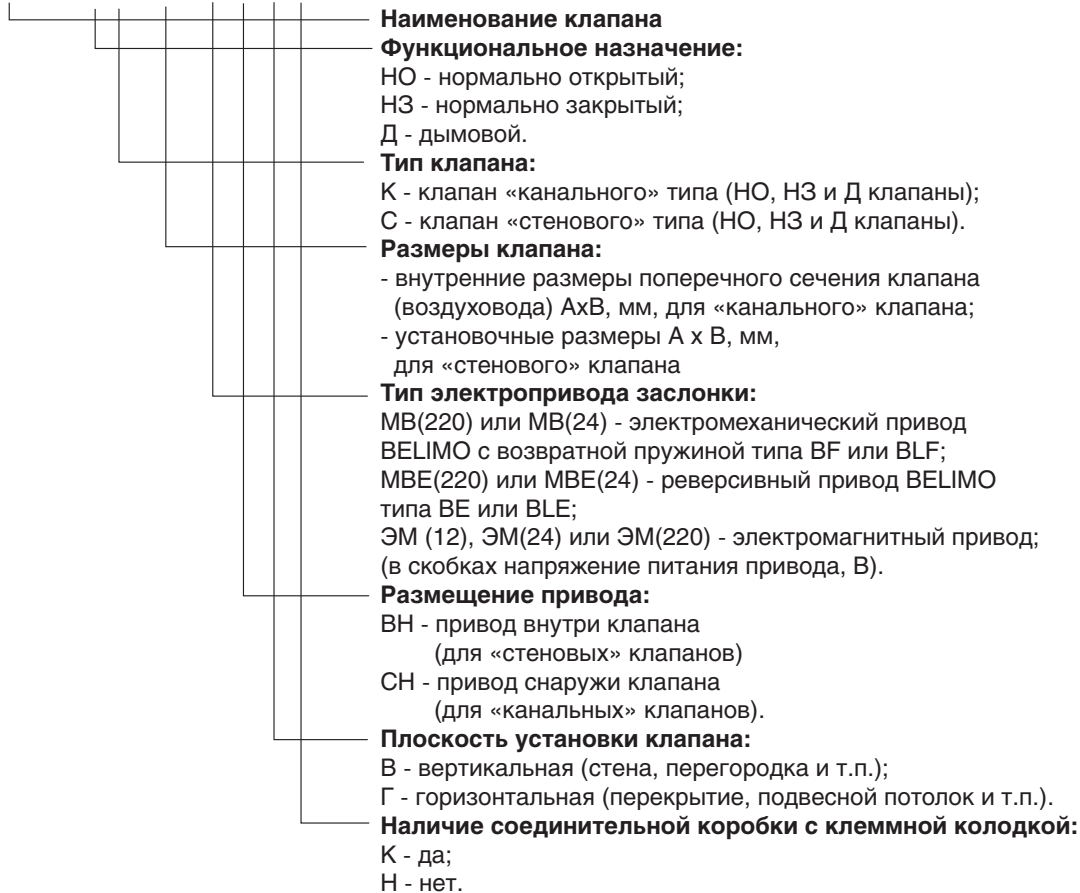 Наименование клапана
Функциональное назначение:
НО - нормально открытый;
НЗ - нормально закрытый;
Д - дымовой.
Тип клапана:
К - клапан «канального» типа (НО, НЗ и Д клапаны);
С - клапан «стенового» типа (НО, НЗ и Д клапаны).
Размеры клапана:
- внутренние размеры поперечного сечения клапана
(воздуховода) АхВ, мм, для «канального» клапана;
- установочные размеры А х В, мм,
для «стенового» клапана
Тип электропривода заслонки:
МВ(220) или МВ(24) - электромеханический привод
BELIMO с возвратной пружиной типа BF или BLF;
МВЕ(220) или МВЕ(24) - реверсивный привод BELIMO
типа BE или BLE;
ЭМ (12), ЭМ(24) или ЭМ(220) - электромагнитный привод;
(в скобках напряжение питания привода, В).
Размещение привода:
ВН - привод внутри клапана
(для «стеновых» клапанов)
СН - привод снаружи клапана
(для «канальных» клапанов).
Плоскость установки клапана:
В - вертикальная (стена, перегородка и т.п.);
Г - горизонтальная (перекрытие, подвесной потолок и т.п.).
Наличие соединительной коробки с клеммной колодкой:
К - да;
Н - нет.